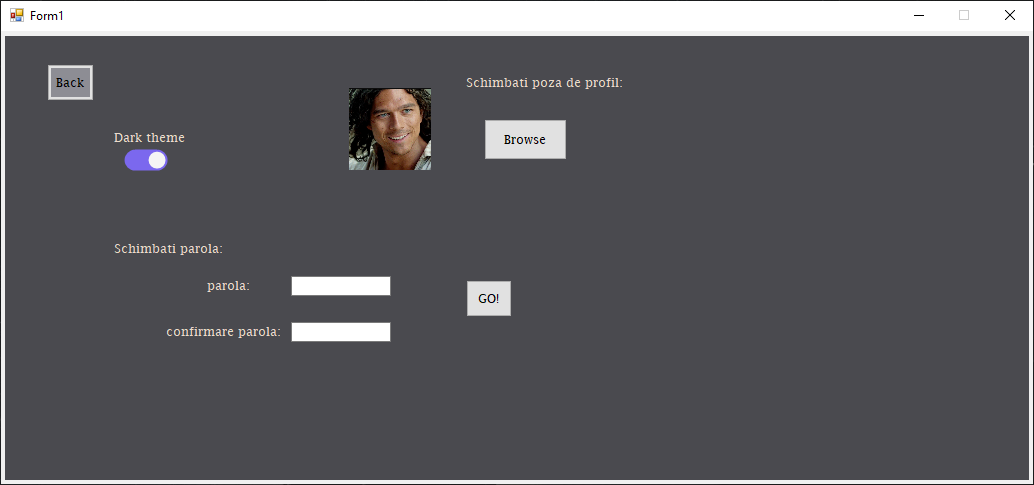 Form1
Back
Schimbati poza de profil:
Browse
Dark theme
Schimbati parola:
parola:
GO!
confirmare parola: